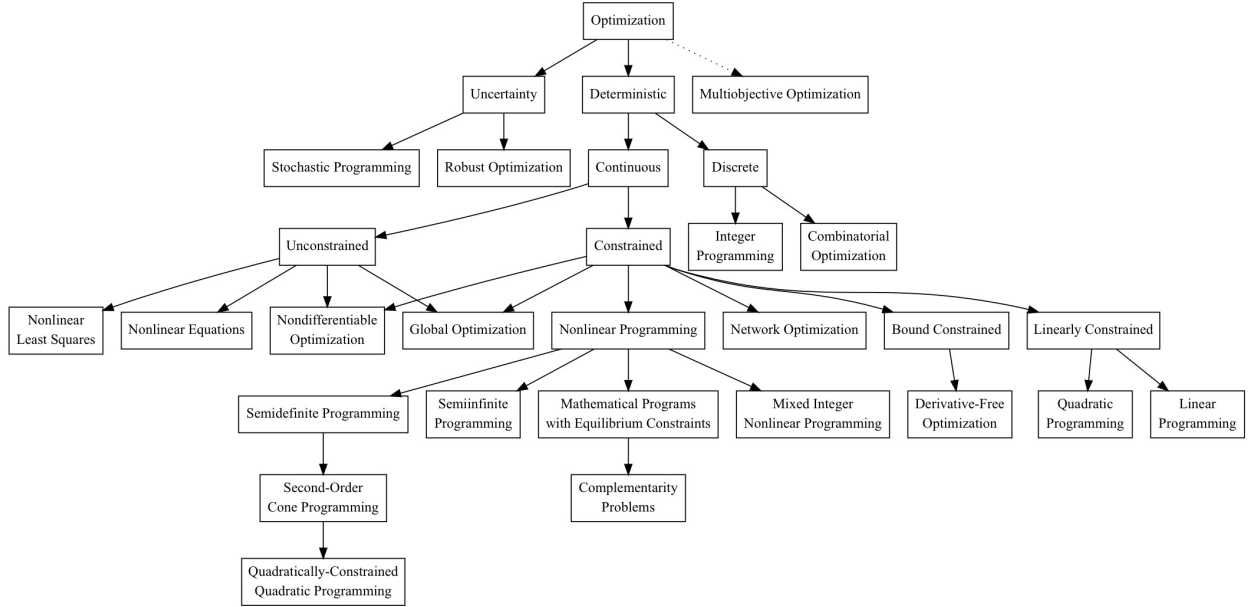 Optimization
Uncertainty
Deterministic
Multiobjective Optimization
Stochastic Programming
Robust Optimization
Continuous
Discrete
Unconstrained
Constrained
Integer
Programming
Combinatorial
Optimization
Nonlinear
Least Squares
Nonlinear Equations
Nondifferentiable
Optimization
Global Optimization
Nonlinear Programming
Network Optimization
Bound Constrained
Linearly Constrained
Semidefinite Programming
Semiinfinite
Programming
Mathematical Programs
with Equilibrium Constraints
Mixed Integer
Nonlinear Programming
Derivative-Free
Optimization
Quadratic
Programming
Linear
Programming
Second-Order
Cone Programming
Complementarity
Problems
Quadratically-Constrained
Quadratic Programming